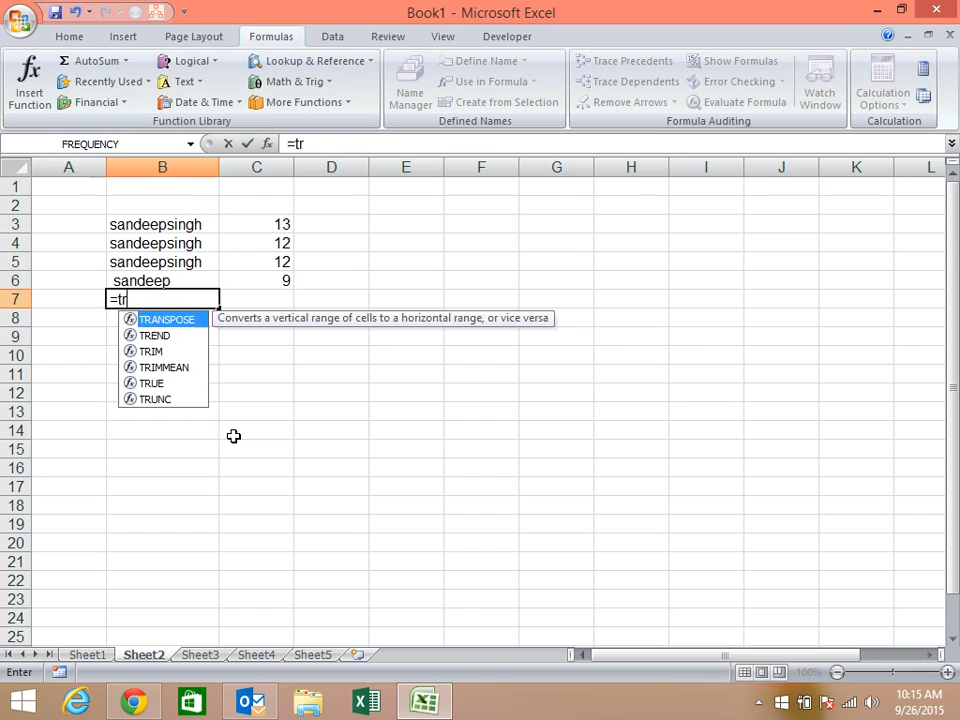 Book1 - Microsoft Excel
Home Insert Page Layout Formulas Data Review View Developer
AutoSum Logical Lookup & Reference Define Name Trace Precedents Show Formulas
Recently Used Text Math & Trig Use in Formula Trace Dependents Error Checking
Insert Function Financial Date & Time More Functions Name Manager Create from Selection Remove Arrows Evaluate Formula Watch Window Calculation Options
Function Library Defined Names Formula Auditing Calculation
FREQUENCY =tr
A B C D E F G H I J K L
1
2
3 sandeepsingh 13
4 sandeepsingh 12
5 sandeepsingh 12
6 sandeep 9
7 =tr
8 TRANSPOSE Converts a vertical range of cells to a horizontal range, or vice versa
9 TREND
10 TRIM
11 TRIMMEAN
12 TRUE
13 TRUNC
14
15
16
17
18
19
20
21
22
23
24
25
Sheet1 Sheet2 Sheet3 Sheet4 Sheet5
Enter 100%
10:15 AM
9/26/2015